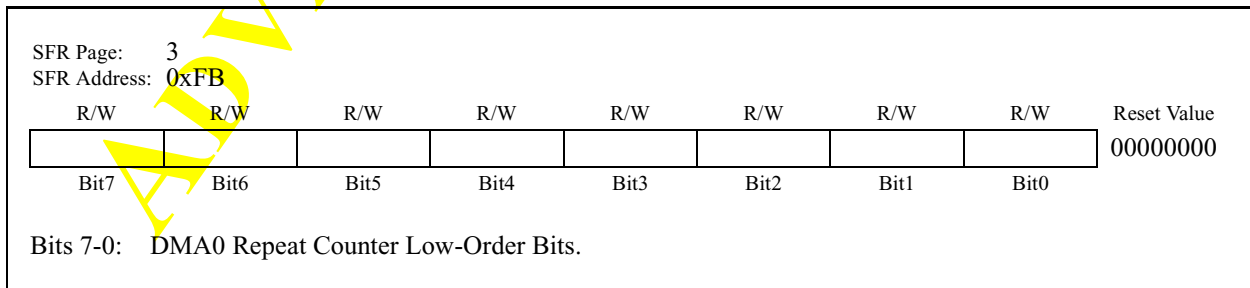 SFR Page: 3
SFR Address: 0xFB
R/W R/W R/W R/W R/W R/W R/W R/W Reset Value
00000000
Bit7 Bit6 Bit5 Bit4 Bit3 Bit2 Bit1 Bit0
Bits 7-0: DMA0 Repeat Counter Low-Order Bits.